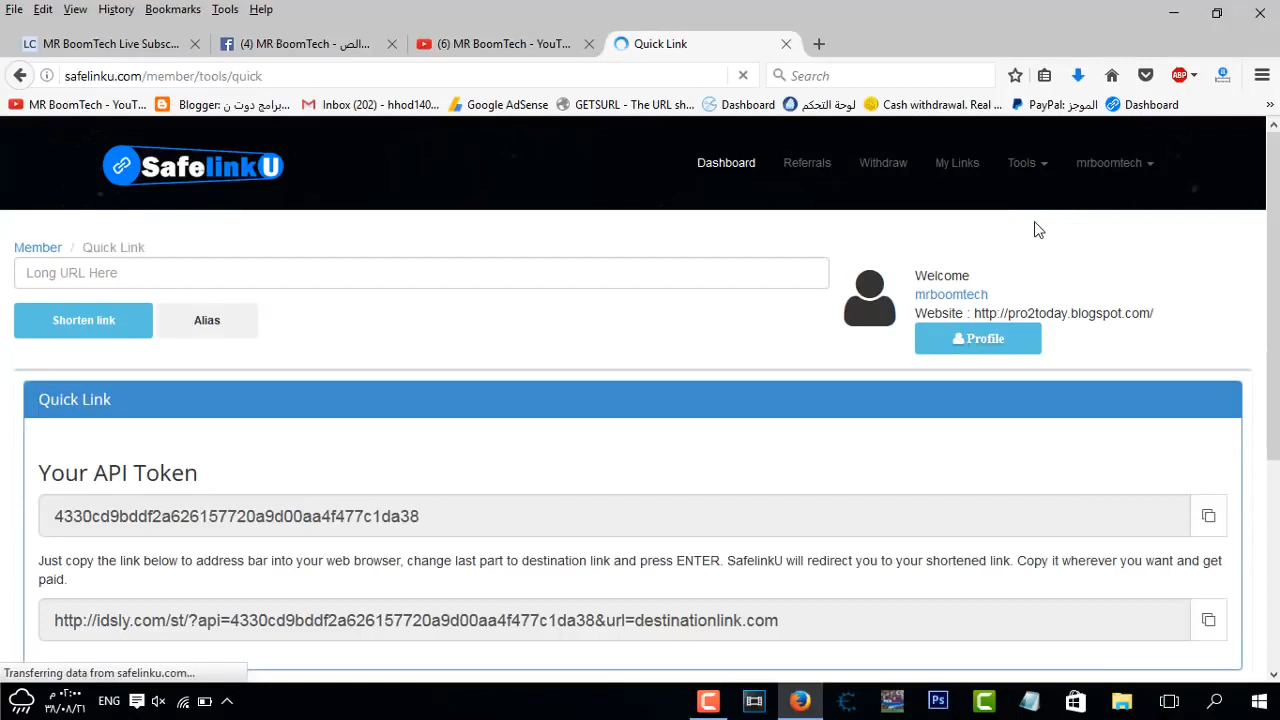 File Edit View History Bookmarks Tools Help
LC MR BoomTech Live Subsc...
(4) MR BoomTech - الص...
(6) MR BoomTech - YouT...
Quick Link
safelinku.com/member/tools/quick
Search
ABP
MR BoomTech - YouT...
Blogger: برامج دوت ن...
Inbox (202) - hhod140...
Google AdSense
GETSURL - The URL sh...
Dashboard
لوحة التحكم
Cash withdrawal. Real ...
PayPal: الموجز
Dashboard
SafelinkU
Dashboard Referrals Withdraw My Links Tools mrboomtech
Member / Quick Link
Long URL Here
Shorten link Alias
Welcome
mrboomtech
Website : http://pro2today.blogspot.com/
Profile
Quick Link
Your API Token
4330cd9bddf2a626157720a9d00aa4f477c1da38
Just copy the link below to address bar into your web browser, change last part to destination link and press ENTER. SafelinkU will redirect you to your shortened link. Copy it wherever you want and get
paid.
http://idsly.com/st/?api=4330cd9bddf2a626157720a9d00aa4f477c1da38&url=destinationlink.com
Transferring data from safelinku.com...
ENG
Ps